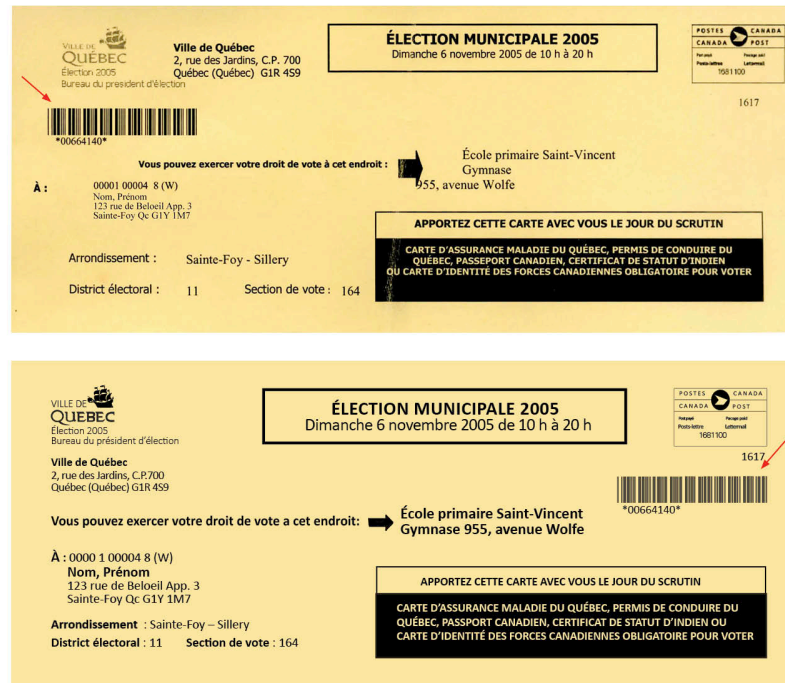 VILLE DE
QUÉBEC
Élection 2005
Bureau du président d'élection
Ville de Québec
2, rue des Jardins, C.P. 700
Québec (Québec) G1R 4S9
ÉLECTION MUNICIPALE 2005
Dimanche 6 novembre 2005 de 10 h à 20 h
POSTES CANADA
CANADA POST
Port payé Postage paid
Poste-lettres Lettermail
1681100
1617
*00664140*
Vous pouvez exercer votre droit de vote à cet endroit :
École primaire Saint-Vincent
Gymnase
955, avenue Wolfe
À :
00001 00004 8 (W)
Nom, Prénom
123 rue de Beloeil App. 3
Sainte-Foy Qc G1Y 1M7
APPORTEZ CETTE CARTE AVEC VOUS LE JOUR DU SCRUTIN
CARTE D'ASSURANCE MALADIE DU QUÉBEC, PERMIS DE CONDUIRE DU
QUÉBEC, PASSEPORT CANADIEN, CERTIFICAT DE STATUT D'INDIEN
OU CARTE D'IDENTITÉ DES FORCES CANADIENNES OBLIGATOIRE POUR VOTER
Arrondissement : Sainte-Foy - Sillery
District électoral : 11 Section de vote : 164
VILLE DE
QUEBEC
Élection 2005
Bureau du président d'élection
ÉLECTION MUNICIPALE 2005
Dimanche 6 novembre 2005 de 10 h à 20 h
POSTES CANADA
CANADA POST
Port payé Postage paid
Poste-lettre Lettermail
1681100
1617
Ville de Québec
2, rue des Jardins, C.P.700
Québec (Québec) G1R 4S9
*00664140*
Vous pouvez exercer votre droit de vote a cet endroit:
École primaire Saint-Vincent
Gymnase 955, avenue Wolfe
À : 0000 1 00004 8 (W)
Nom, Prénom
123 rue de Beloeil App. 3
Sainte-Foy Qc G1Y 1M7
APPORTEZ CETTE CARTE AVEC VOUS LE JOUR DU SCRUTIN
CARTE D'ASSURANCE MALADIE DU QUÉBEC, PERMIS DE CONDUIRE DU
QUÉBEC, PASSPORT CANADIEN, CERTIFICAT DE STATUT D'INDIEN OU
CARTE D'IDENTITÉ DES FORCES CANADIENNES OBLIGATOIRE POUR VOTER
Arrondissement : Sainte-Foy – Sillery
District électoral : 11 Section de vote : 164